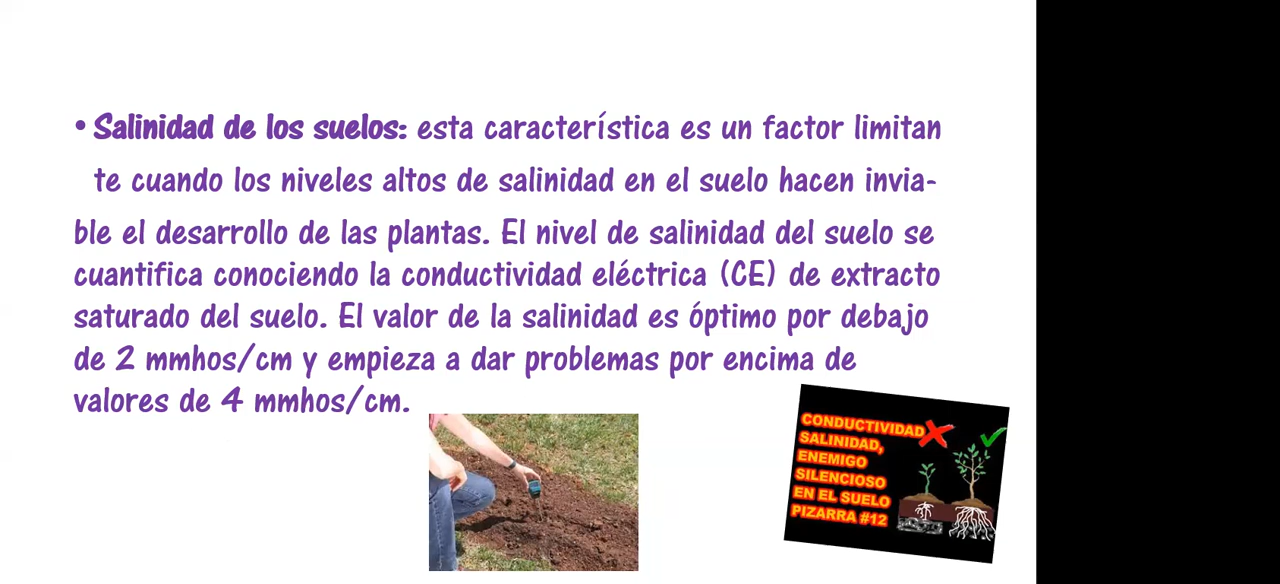 • Salinidad de los suelos: esta característica es un factor limitan
te cuando los niveles altos de salinidad en el suelo hacen invia-
ble el desarrollo de las plantas. El nivel de salinidad del suelo se
cuantifica conociendo la conductividad eléctrica (CE) de extracto
saturado del suelo. El valor de la salinidad es óptimo por debajo
de 2 mmhos/cm y empieza a dar problemas por encima de
valores de 4 mmhos/cm.
CONDUCTIVIDAD
SALINIDAD,
ENEMIGO
SILENCIOSO
EN EL SUELO
PIZARRA #12